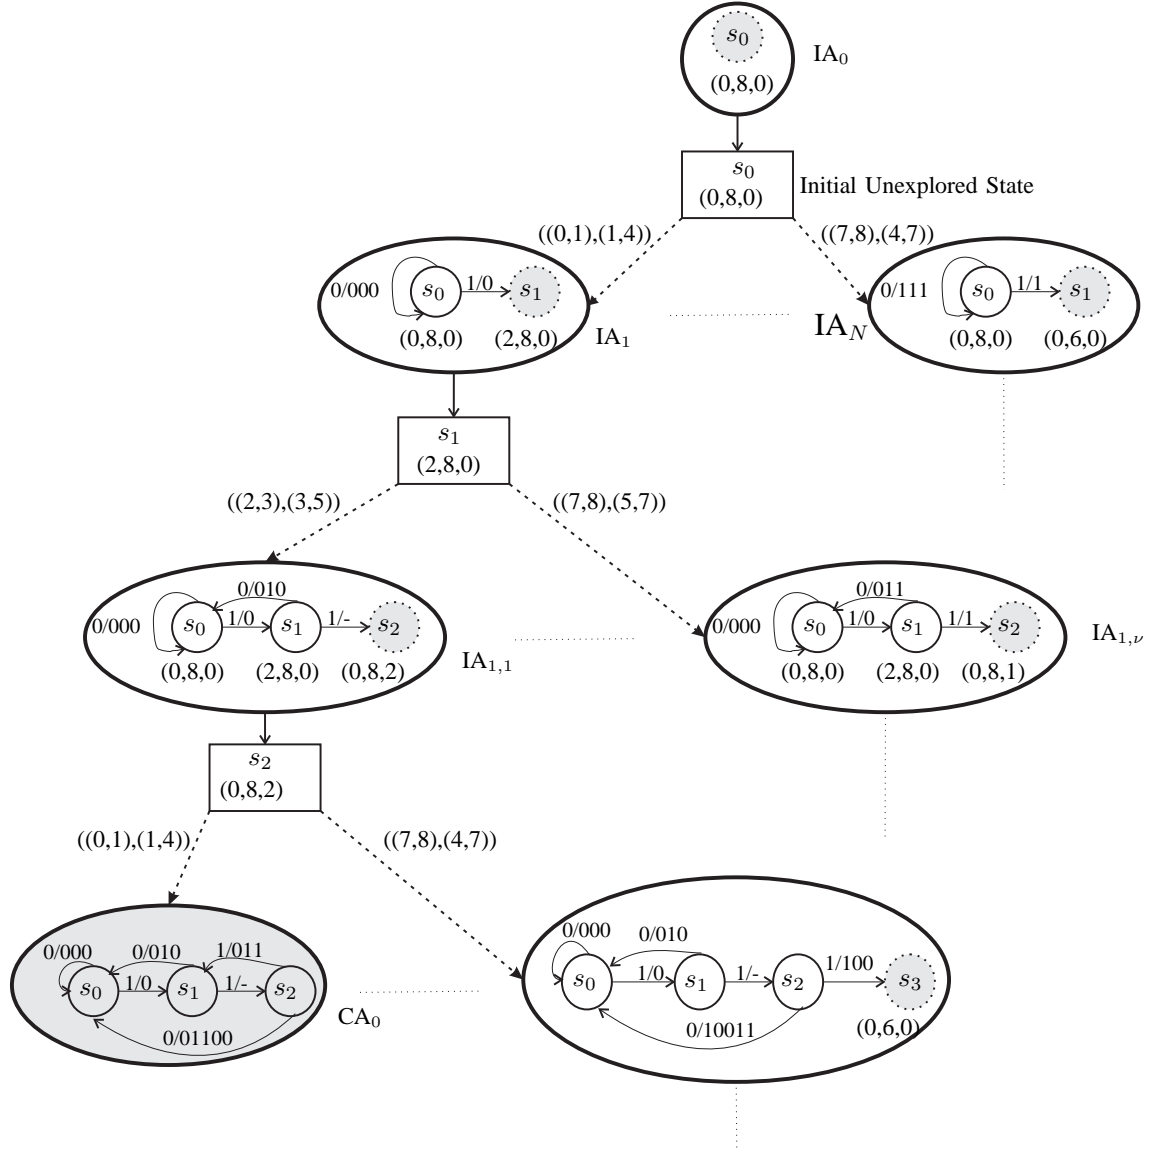 s0
IA0
(0,8,0)
s0
(0,8,0)
Initial Unexplored State
((0,1),(1,4))
((7,8),(4,7))
0/000
s0
1/0
s1
(0,8,0)
(2,8,0)
IA1
IAN
0/111
s0
1/1
s1
(0,8,0)
(0,6,0)
s1
(2,8,0)
((2,3),(3,5))
((7,8),(5,7))
0/010
0/000
s0
1/0
s1
1/-
s2
(0,8,0)
(2,8,0)
(0,8,2)
IA1,1
0/011
0/000
s0
1/0
s1
1/1
s2
(0,8,0)
(2,8,0)
(0,8,1)
IA1,ν
s2
(0,8,2)
((0,1),(1,4))
((7,8),(4,7))
0/000
0/010
1/011
s0
1/0
s1
1/-
s2
0/01100
CA0
0/000
0/010
s0
1/0
s1
1/-
s2
1/100
s3
0/10011
(0,6,0)